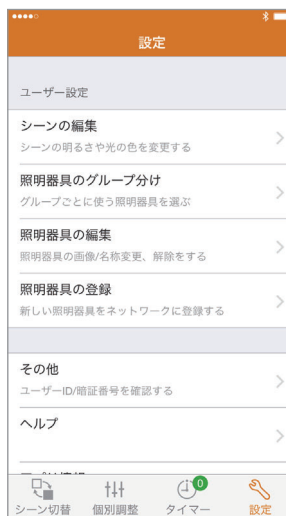 設定
ユーザー設定
シーンの編集
シーンの明るさや光の色を変更する
照明器具のグループ分け
グループごとに使う照明器具を選ぶ
照明器具の編集
照明器具の画像/名称変更、解除をする
照明器具の登録
新しい照明器具をネットワークに登録する
その他
ユーザーID/暗証番号を確認する
ヘルプ
0
シーン切替 個別調整 タイマー 設定